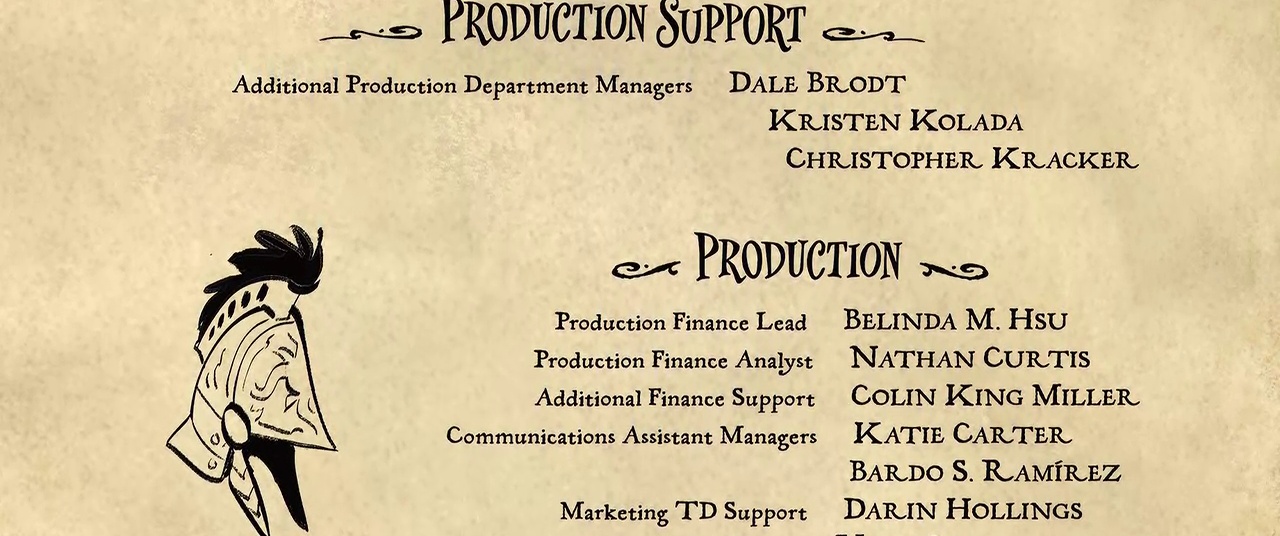 Production Support
Additional Production Department Managers Dale Brodt
Kristen Kolada
Christopher Kracker
Production
Production Finance Lead Belinda M. Hsu
Production Finance Analyst Nathan Curtis
Additional Finance Support Colin King Miller
Communications Assistant Managers Katie Carter
Bardo S. Ramírez
Marketing TD Support Darin Hollings